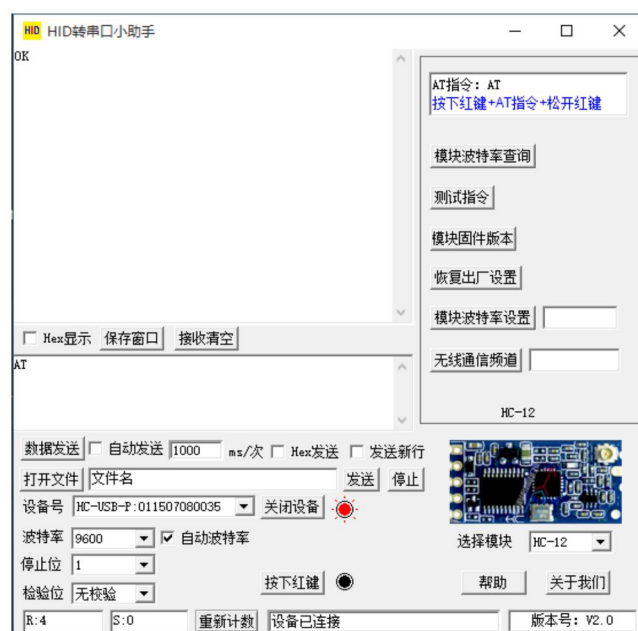 HID HID转串口小助手
OK
AT指令: AT
按下红键+AT指令+松开红键
模块波特率查询
测试指令
模块固件版本
恢复出厂设置
模块波特率设置
无线通信频道
HC-12
Hex显示 保存窗口 接收清空
AT
数据发送 自动发送 1000 ms/次 Hex发送 发送新行
打开文件 文件名 发送 停止
设备号 HC-USB-P:011507080035 关闭设备
波特率 9600 自动波特率
停止位 1
检验位 无校验
按下红键
选择模块 HC-12
帮助 关于我们
R:4 S:0 重新计数 设备已连接 版本号: V2.0